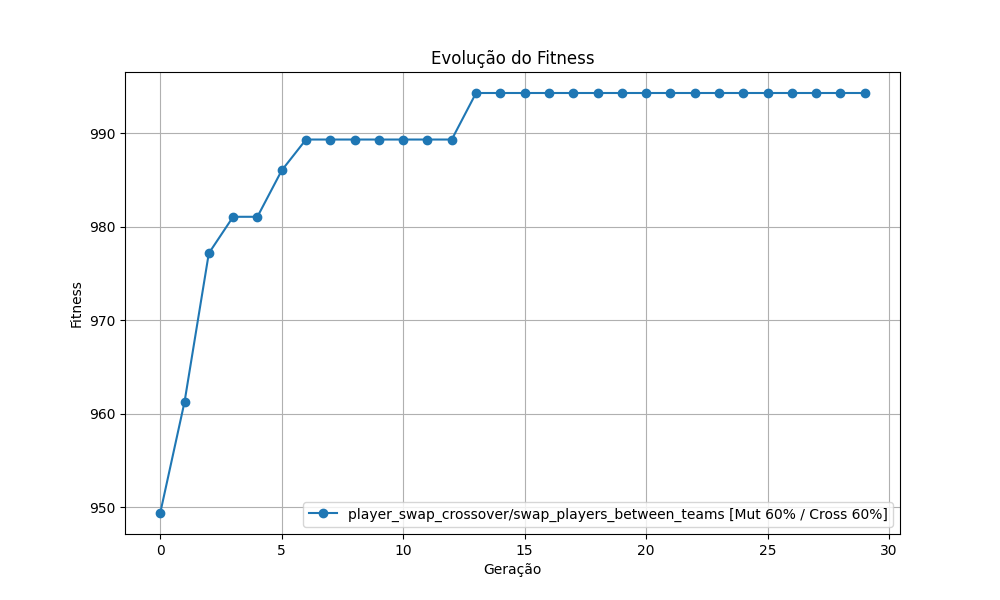 Evolução do Fitness
Fitness
990
980
970
960
950
player_swap_crossover/swap_players_between_teams [Mut 60% / Cross 60%]
0 5 10 15 20 25 30
Geração